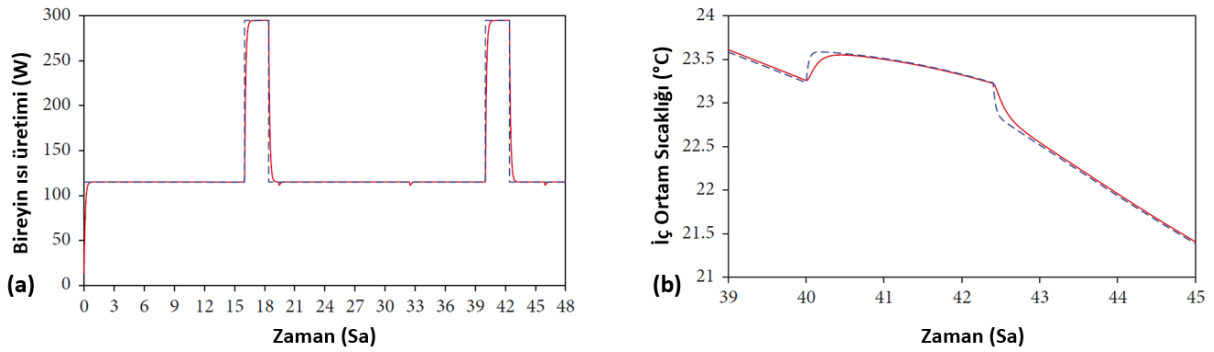 Bireyin ısı üretimi (W)
300
250
200
150
100
50
0
0 3 6 9 12 15 18 21 24 27 30 33 36 39 42 45 48
Zaman (Sa)
(a)
İç Ortam Sıcaklığı (°C)
24
23.5
23
22.5
22
21.5
21
39 40 41 42 43 44 45
Zaman (Sa)
(b)